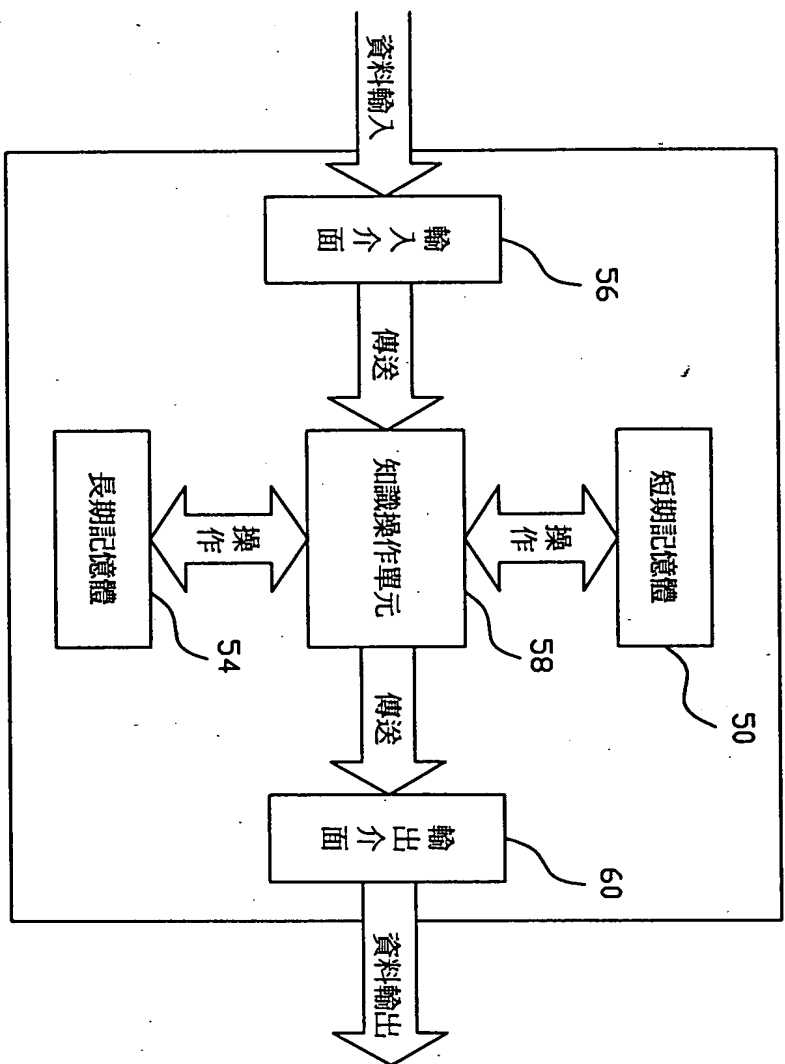 短期記憶體
50
操作
56
資料輸入
輸入介面
傳送
知識操作單元
58
傳送
輸出介面
60
資料輸出
操作
54
長期記憶體